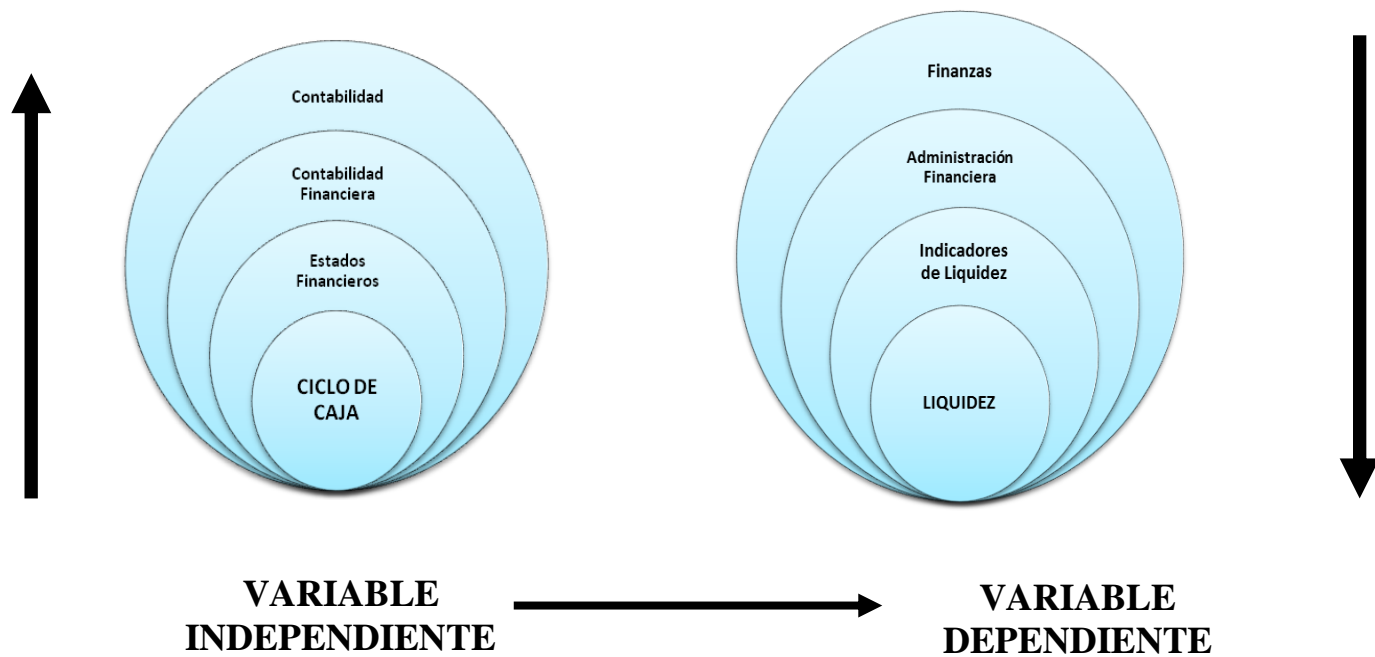 Contabilidad
Contabilidad
Financiera
Estados
Financieros
CICLO DE
CAJA
Finanzas
Administración
Financiera
Indicadores
de Liquidez
LIQUIDEZ
VARIABLE
INDEPENDIENTE
VARIABLE
DEPENDIENTE